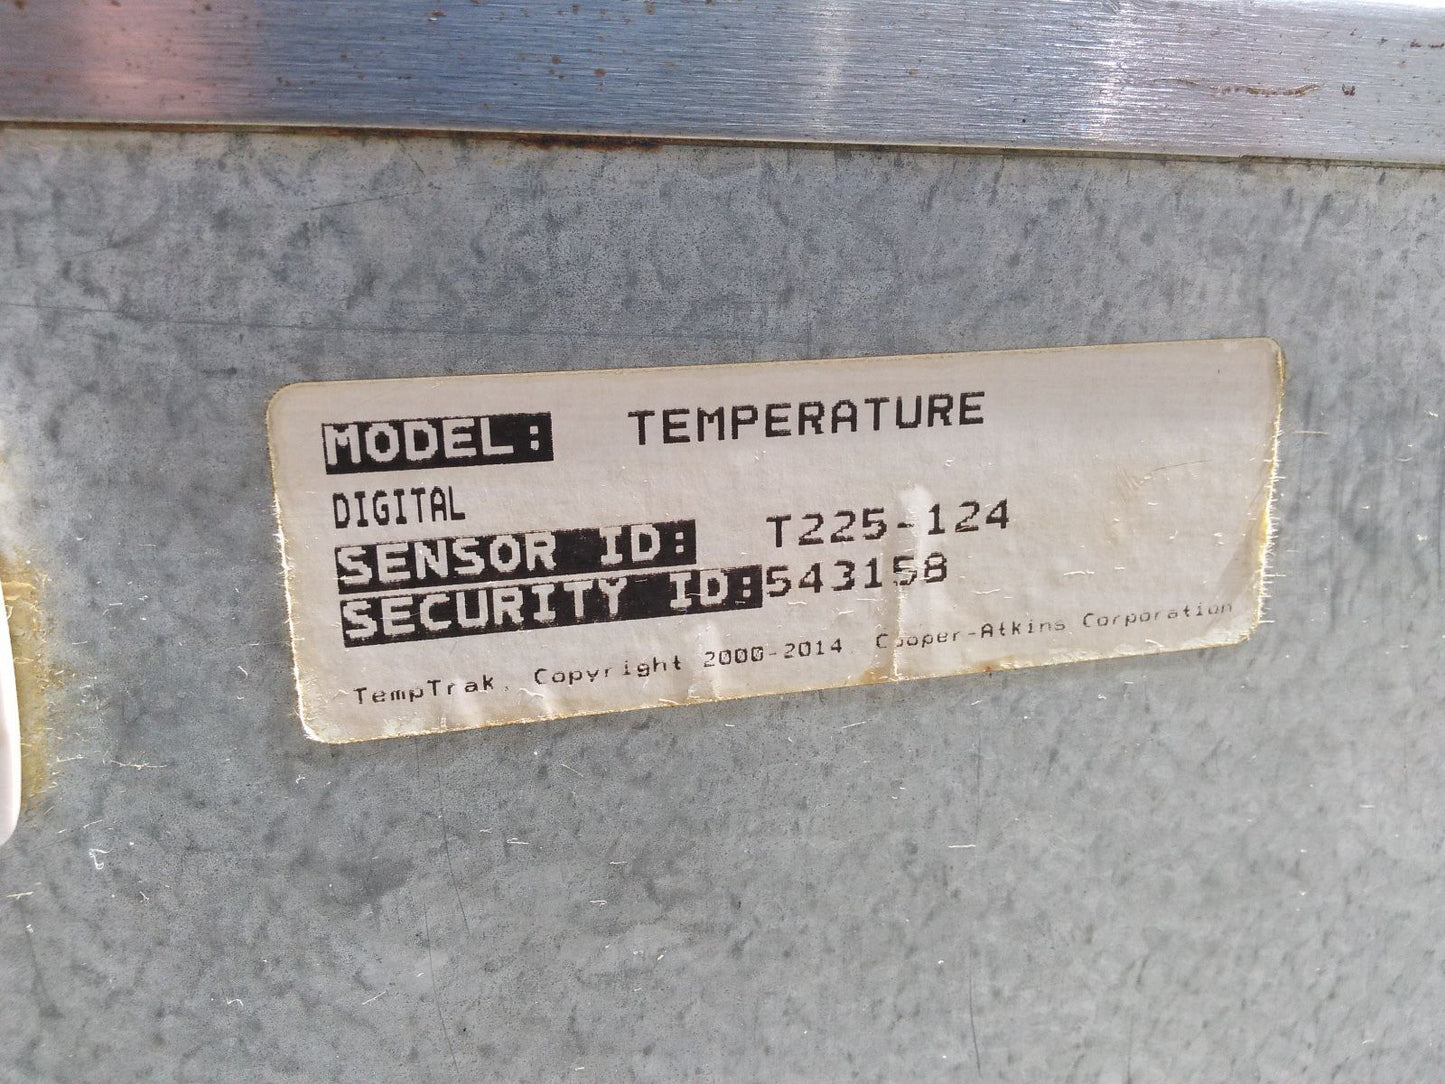 MODEL: TEMPERATURE
DIGITAL
SENSOR ID: T225-124
SECURITY ID:543158
TempTrak, Copyright 2000-2014, Cooper-Atkins Corporation